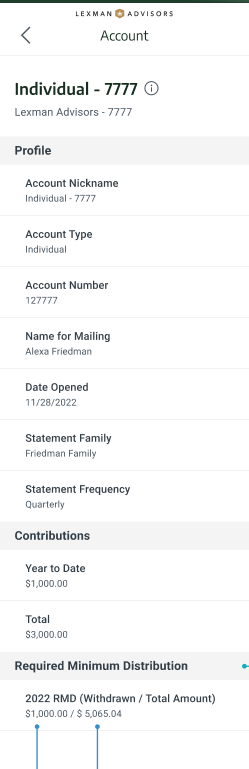 LEXMAN ADVISORS
Account
Individual - 7777
Lexman Advisors - 7777
Profile
Account Nickname
Individual - 7777
Account Type
Individual
Account Number
127777
Name for Mailing
Alexa Friedman
Date Opened
11/28/2022
Statement Family
Friedman Family
Statement Frequency
Quarterly
Contributions
Year to Date
$1,000.00
Total
$3,000.00
Required Minimum Distribution
2022 RMD (Withdrawn / Total Amount)
$1,000.00 / $ 5,065.04